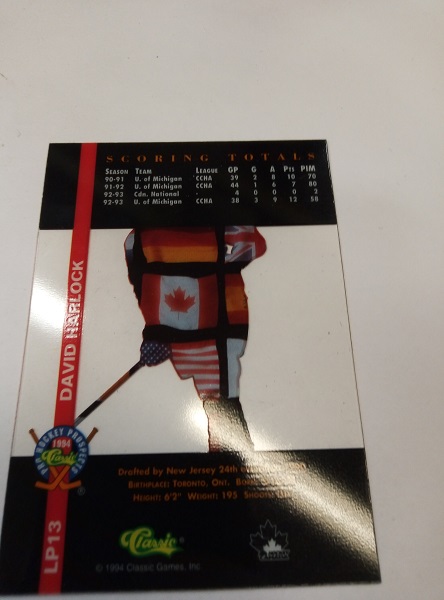 SCORING TOTALS
SEASON TEAM LEAGUE GP G A PTS PIM
90-91 U. of Michigan CCHA 39 2 8 10 70
91-92 U. of Michigan CCHA 44 1 6 7 80
92-93 Cdn. National - 4 0 0 0 2
92-93 U. of Michigan CCHA 38 3 9 12 58
DAVID HARLOCK
PRO HOCKEY PROSPECTS
1994
Classic
LP13
Drafted by New Jersey 24th
BIRTHPLACE: TORONTO, ONT.
HEIGHT: 6'2" WEIGHT: 195
Classic®
© 1994 Classic Games, Inc.